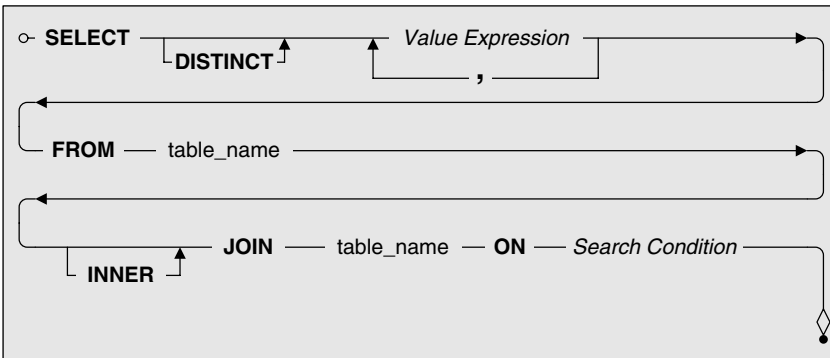 SELECT Value Expression
DISTINCT ,
FROM table_name
JOIN table_name ON Search Condition
INNER